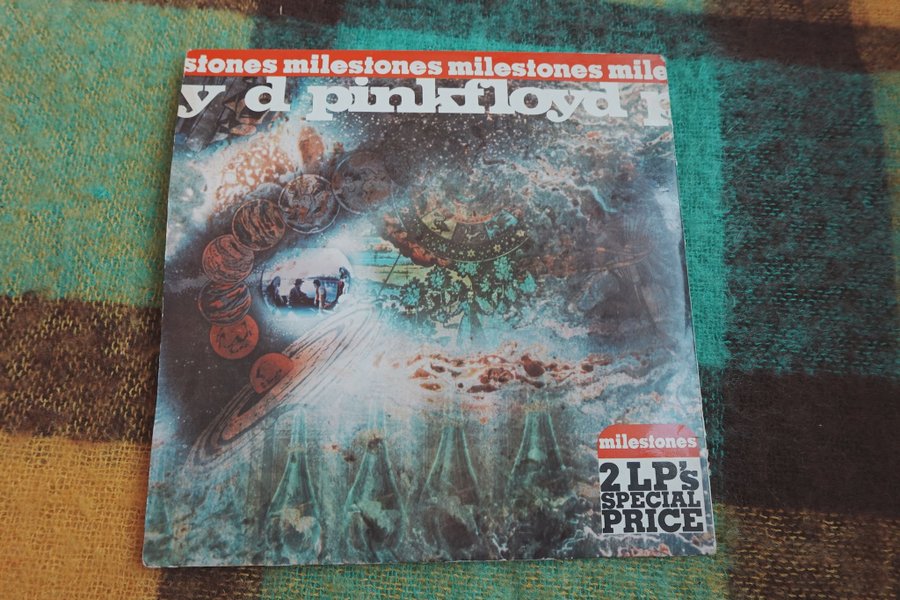 stones milestones milestones mile
y d pinkfloyd p
milestones
2 LP's
SPECIAL
PRICE